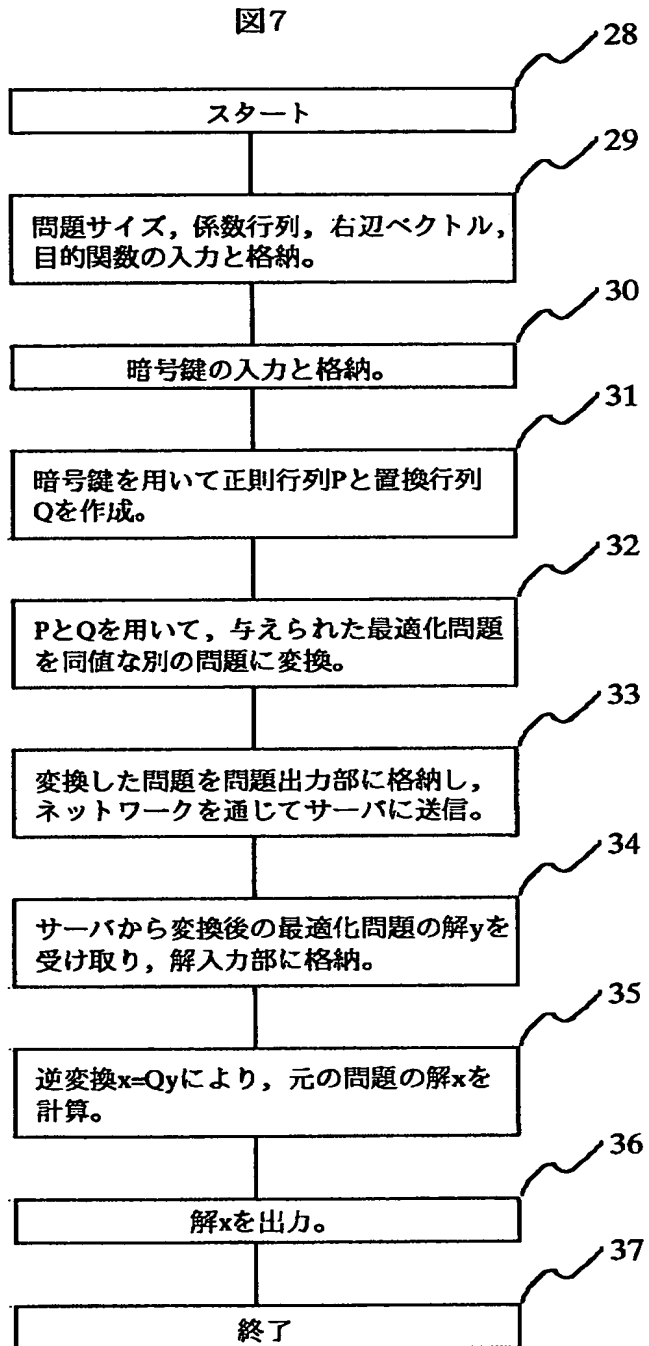 図7
28
スタート
29
問題サイズ，係数行列，右辺ベクトル，
目的関数の入力と格納。
30
暗号鍵の入力と格納。
31
暗号鍵を用いて正則行列Pと置換行列
Qを作成。
32
PとQを用いて，与えられた最適化問題
を同値な別の問題に変換。
33
変換した問題を問題出力部に格納し，
ネットワークを通じてサーバに送信。
34
サーバから変換後の最適化問題の解yを
受け取り，解入力部に格納。
35
逆変換x=Qyにより，元の問題の解xを
計算。
36
解xを出力。
37
終了